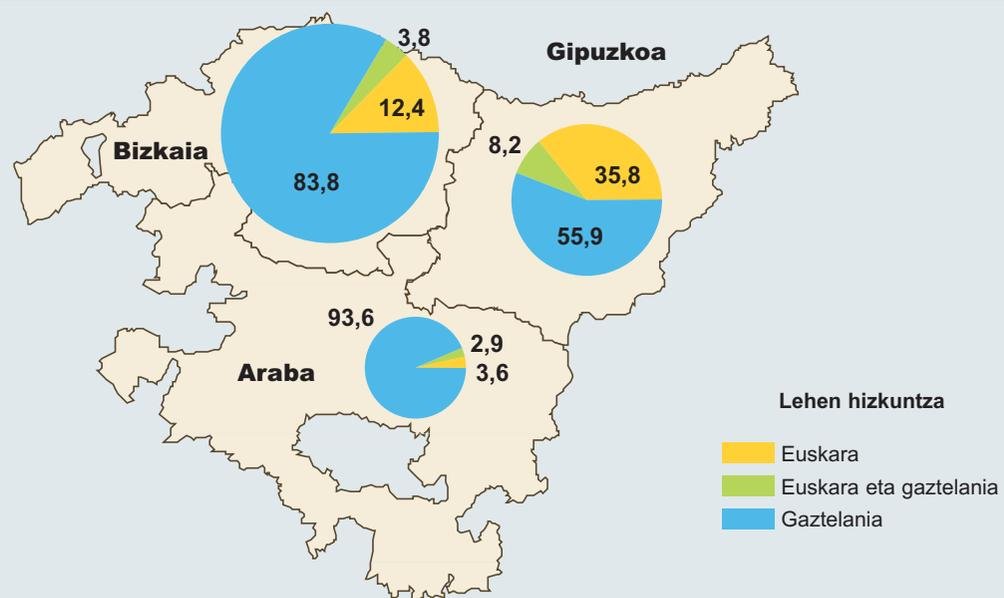 3,8
Gipuzkoa
12,4
Bizkaia
83,8
8,2
35,8
55,9
93,6
2,9
Araba
3,6
Lehen hizkuntza
Euskara
Euskara eta gaztelania
Gaztelania